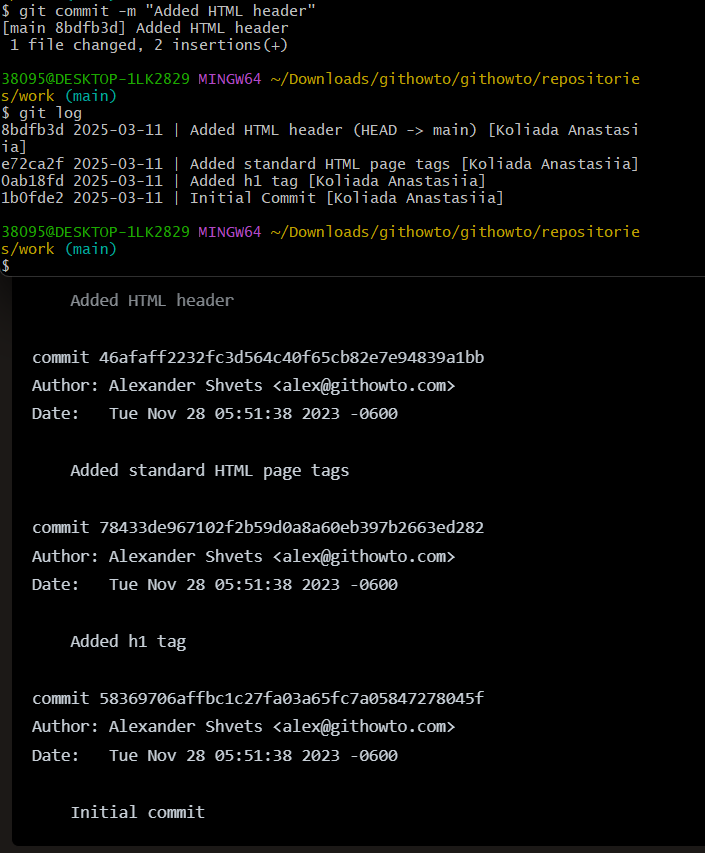 $ git commit -m "Added HTML header"
[main 8bdfb3d] Added HTML header
 1 file changed, 2 insertions(+)
38095@DESKTOP-1LK2829 MINGW64 ~/Downloads/githowto/githowto/repositorie
s/work (main)
$ git log
8bdfb3d 2025-03-11 | Added HTML header (HEAD -> main) [Koliada Anastasi
ia]
e72ca2f 2025-03-11 | Added standard HTML page tags [Koliada Anastasiia]
0ab18fd 2025-03-11 | Added h1 tag [Koliada Anastasiia]
1b0fde2 2025-03-11 | Initial Commit [Koliada Anastasiia]
38095@DESKTOP-1LK2829 MINGW64 ~/Downloads/githowto/githowto/repositorie
s/work (main)
$
Added HTML header
commit 46afaff2232fc3d564c40f65cb82e7e94839a1bb
Author: Alexander Shvets <alex@githowto.com>
Date:   Tue Nov 28 05:51:38 2023 -0600
Added standard HTML page tags
commit 78433de967102f2b59d0a8a60eb397b2663ed282
Author: Alexander Shvets <alex@githowto.com>
Date:   Tue Nov 28 05:51:38 2023 -0600
Added h1 tag
commit 58369706affbc1c27fa03a65fc7a05847278045f
Author: Alexander Shvets <alex@githowto.com>
Date:   Tue Nov 28 05:51:38 2023 -0600
Initial commit